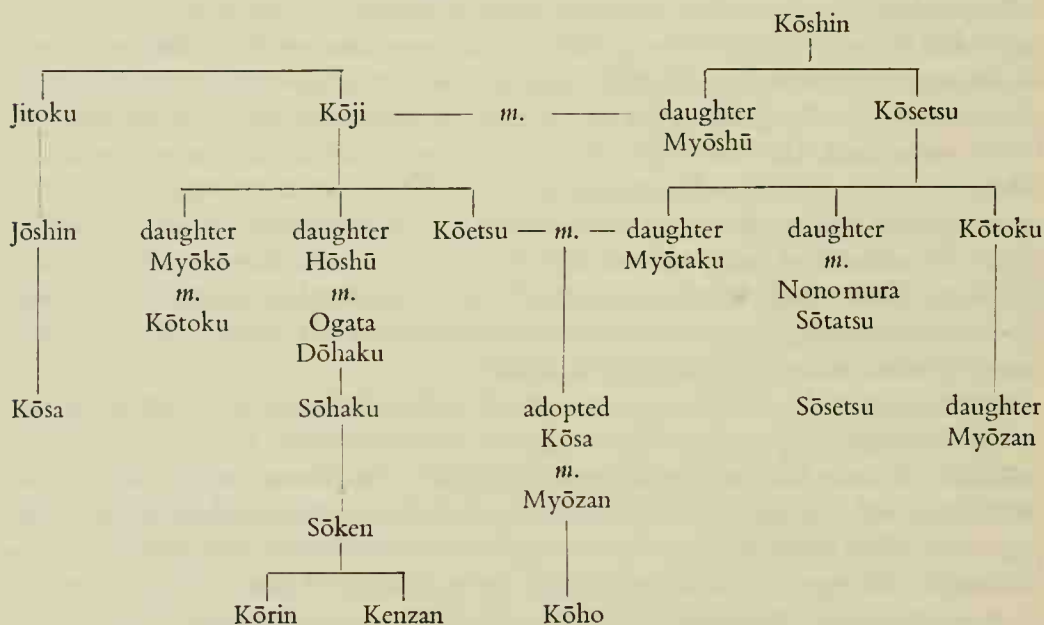 Kōshin
Jitoku Kōji m. daughter Kōsetsu
Myōshū
Jōshin daughter daughter Kōetsu m. daughter daughter Kōtoku
Myōkō Hōshū Myōtaku m.
m. m. Nonomura
Kōtoku Ogata Sōtatsu
Dōhaku
Kōsa Sōhaku adopted Sōsetsu daughter
Kōsa Myōzan
m.
Myōzan
Sōken
Kōrin Kenzan Kōho